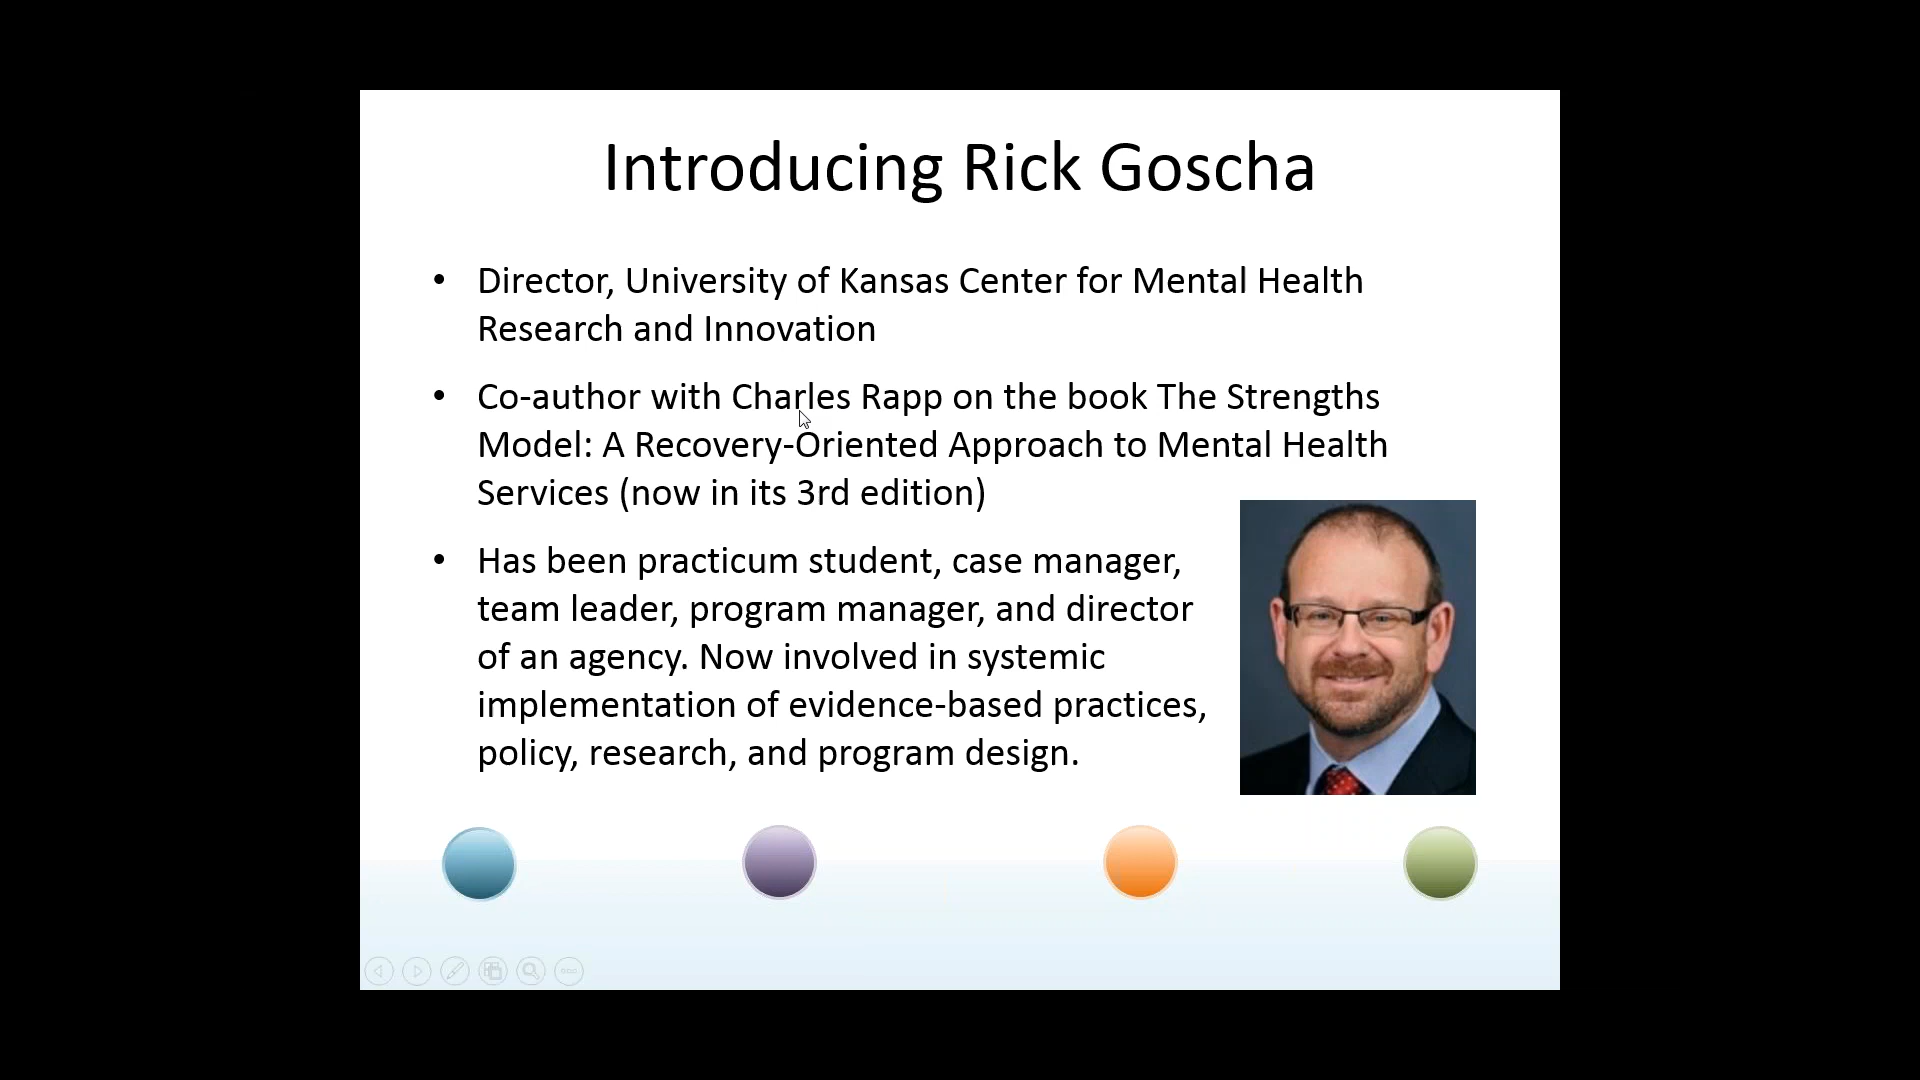 Introducing Rick Goscha
• Director, University of Kansas Center for Mental Health
Research and Innovation
• Co-author with Charles Rapp on the book The Strengths
Model: A Recovery-Oriented Approach to Mental Health
Services (now in its 3rd edition)
• Has been practicum student, case manager,
team leader, program manager, and director
of an agency. Now involved in systemic
implementation of evidence-based practices,
policy, research, and program design.